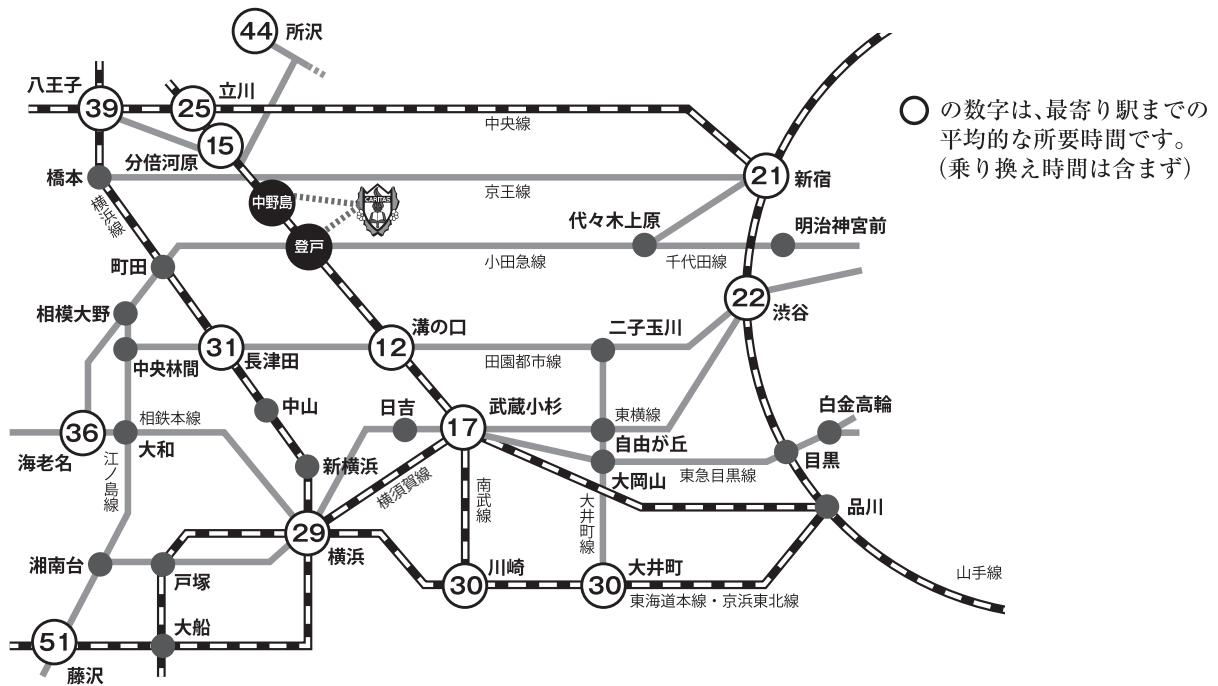 44 所沢
八王子
39
25 立川
中央線
15
分倍河原
の数字は、最寄り駅までの
平均的な所要時間です。
(乗り換え時間は含まず)
橋本
横浜線
中野島
CARITAS
京王線
21 新宿
登戸
代々木上原
明治神宮前
町田
小田急線
千代田線
相模大野
22 渋谷
中央林間
31 長津田
12 溝の口
田園都市線
二子玉川
36
海老名
相鉄本線
大和
江ノ島線
中山
日吉
17 武蔵小杉
東横線
自由が丘
白金高輪
目黒
東急目黒線
新横浜
横須賀線
南武線
大岡山
大井町線
品川
29
横浜
湘南台
戸塚
30 川崎
30 大井町
東海道本線・京浜東北線
山手線
51
藤沢
大船